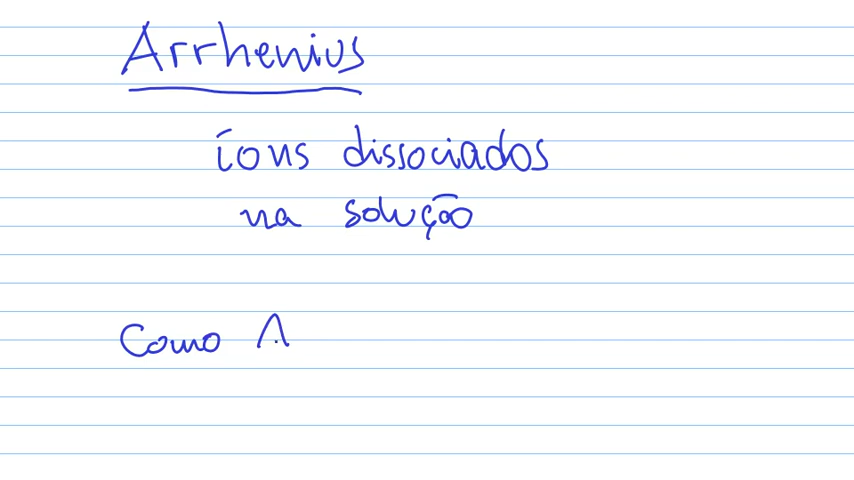 Arrhenius
íons dissociados
na solução
Como